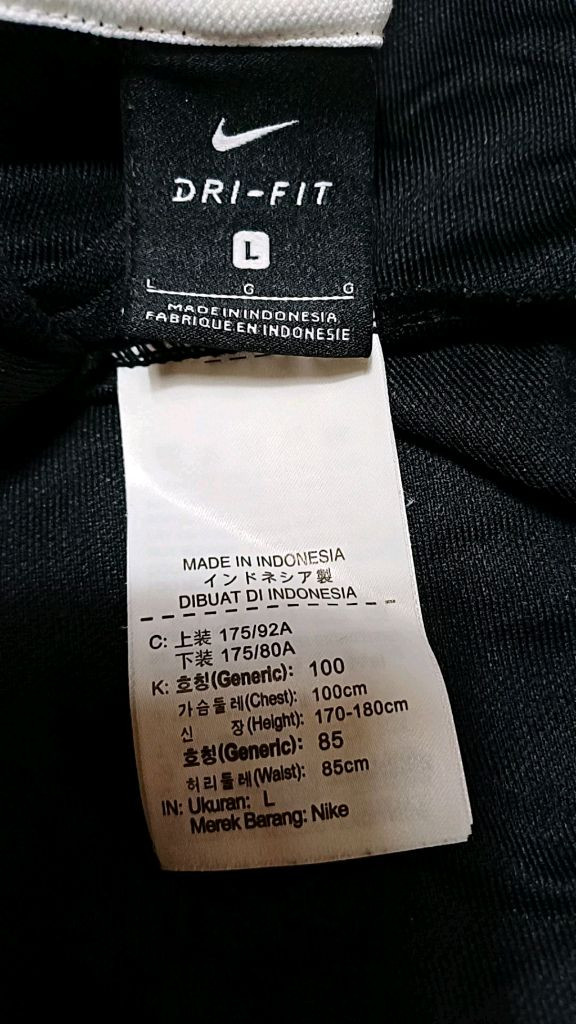 DRI-FIT
L
L G G
MADE IN INDONESIA
FABRIQUE EN INDONESIE
MADE IN INDONESIA
インドネシア製
DIBUAT DI INDONESIA
C: 上装 175/92A
下装 175/80A
K: 호칭(Generic): 100
가슴둘레(Chest): 100cm
신 장(Height): 170-180cm
호칭(Generic): 85
허리둘레(Waist): 85cm
IN: Ukuran: L
Merek Barang: Nike